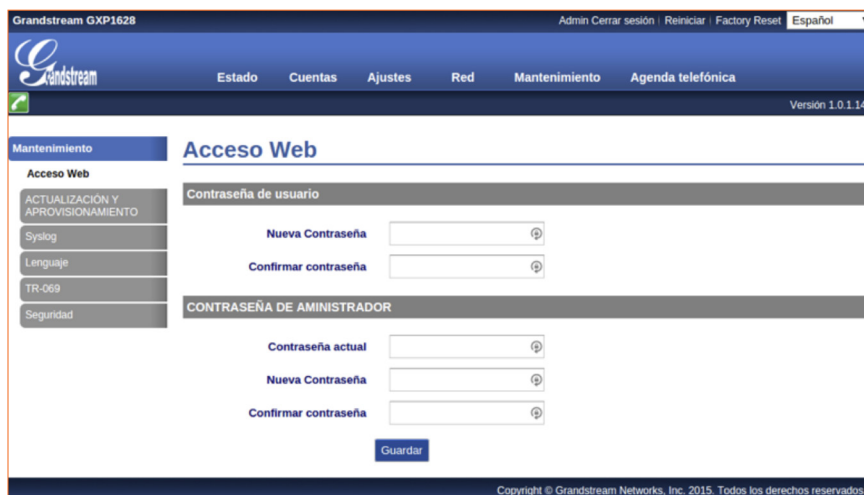 Grandstream GXP1628
Admin Cerrar sesión | Reiniciar | Factory Reset Español
Grandstream
Estado Cuentas Ajustes Red Mantenimiento Agenda telefónica
Versión 1.0.1.14
Mantenimiento
Acceso Web
ACTUALIZACIÓN Y
APROVISIONAMIENTO
Syslog
Lenguaje
TR-069
Seguridad
Acceso Web
Contraseña de usuario
Nueva Contraseña
Confirmar contraseña
CONTRASEÑA DE AMINISTRADOR
Contraseña actual
Nueva Contraseña
Confirmar contraseña
Guardar
Copyright © Grandstream Networks, Inc. 2015. Todos los derechos reservados